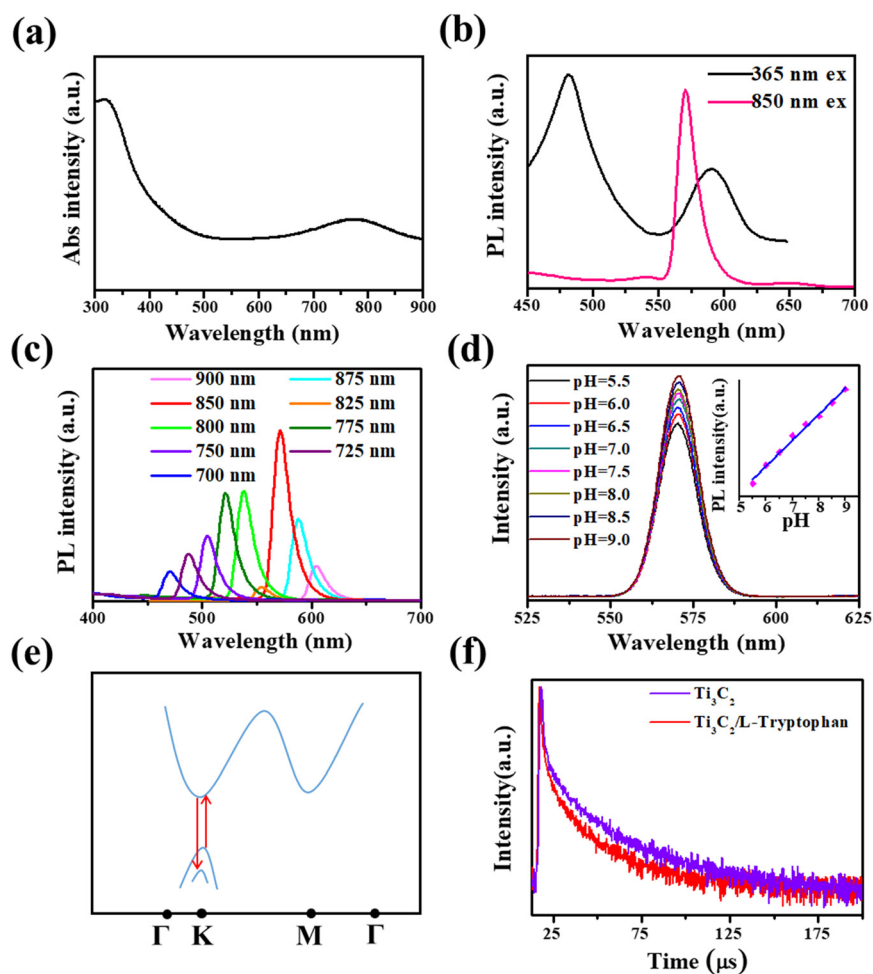 (a)
Abs intensity (a.u.)
300 400 500 600 700 800 900
Wavelength (nm)
(b)
PL intensity (a.u.)
365 nm ex
850 nm ex
450 500 550 600 650 700
Wavelength (nm)
(c)
PL intensity (a.u.)
900 nm
850 nm
800 nm
750 nm
700 nm
875 nm
825 nm
775 nm
725 nm
400 500 600 700
Wavelength (nm)
(d)
Intensity (a.u.)
pH=5.5
pH=6.0
pH=6.5
pH=7.0
pH=7.5
pH=8.0
pH=8.5
pH=9.0
PL intensity(a.u.)
5 6 7 8 9
pH
525 550 575 600 625
Wavelength (nm)
(e)
Γ K M Γ
(f)
Intensity(a.u.)
Ti₃C₂
Ti₃C₂/L-Tryptophan
25 75 125 175
Time (μs)